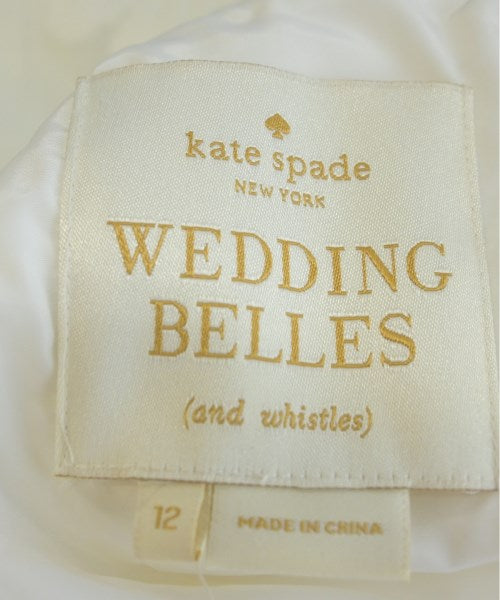 kate spade
NEW YORK
WEDDING
BELLES
(and whistles)
12
MADE IN CHINA